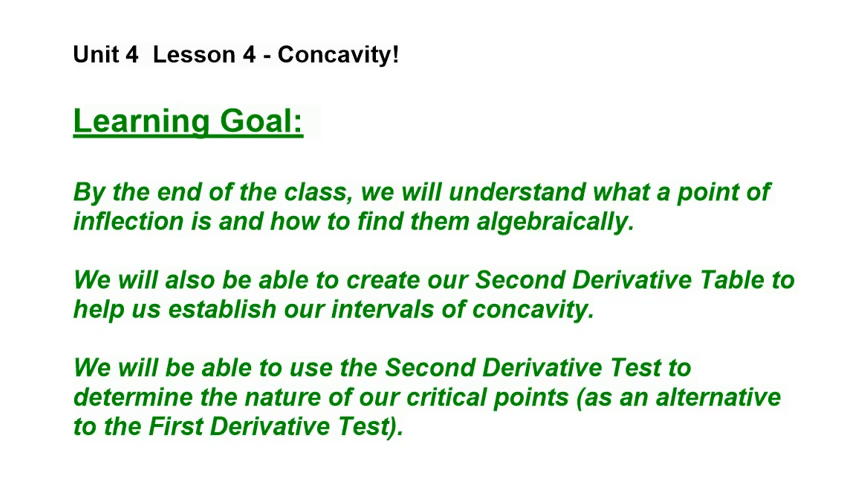 Unit 4  Lesson 4 - Concavity!
Learning Goal:
By the end of the class, we will understand what a point of
inflection is and how to find them algebraically.
We will also be able to create our Second Derivative Table to
help us establish our intervals of concavity.
We will be able to use the Second Derivative Test to
determine the nature of our critical points (as an alternative
to the First Derivative Test).